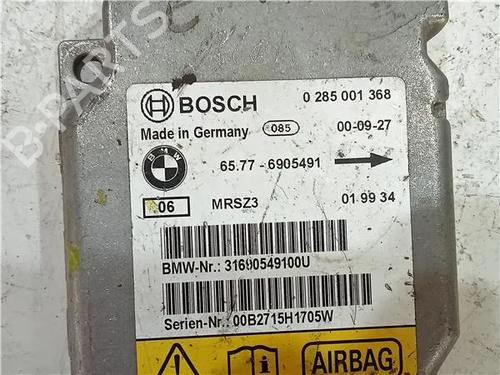 B-PARTS
BOSCH 0 285 001 368
Made in Germany 085 00-09-27
BMW 65.77 - 6905491
06 MRSZ3 01 99 34
BMW-Nr.: 31690549100U
Serien-Nr.: 00B2715H1705W
AIRBAG